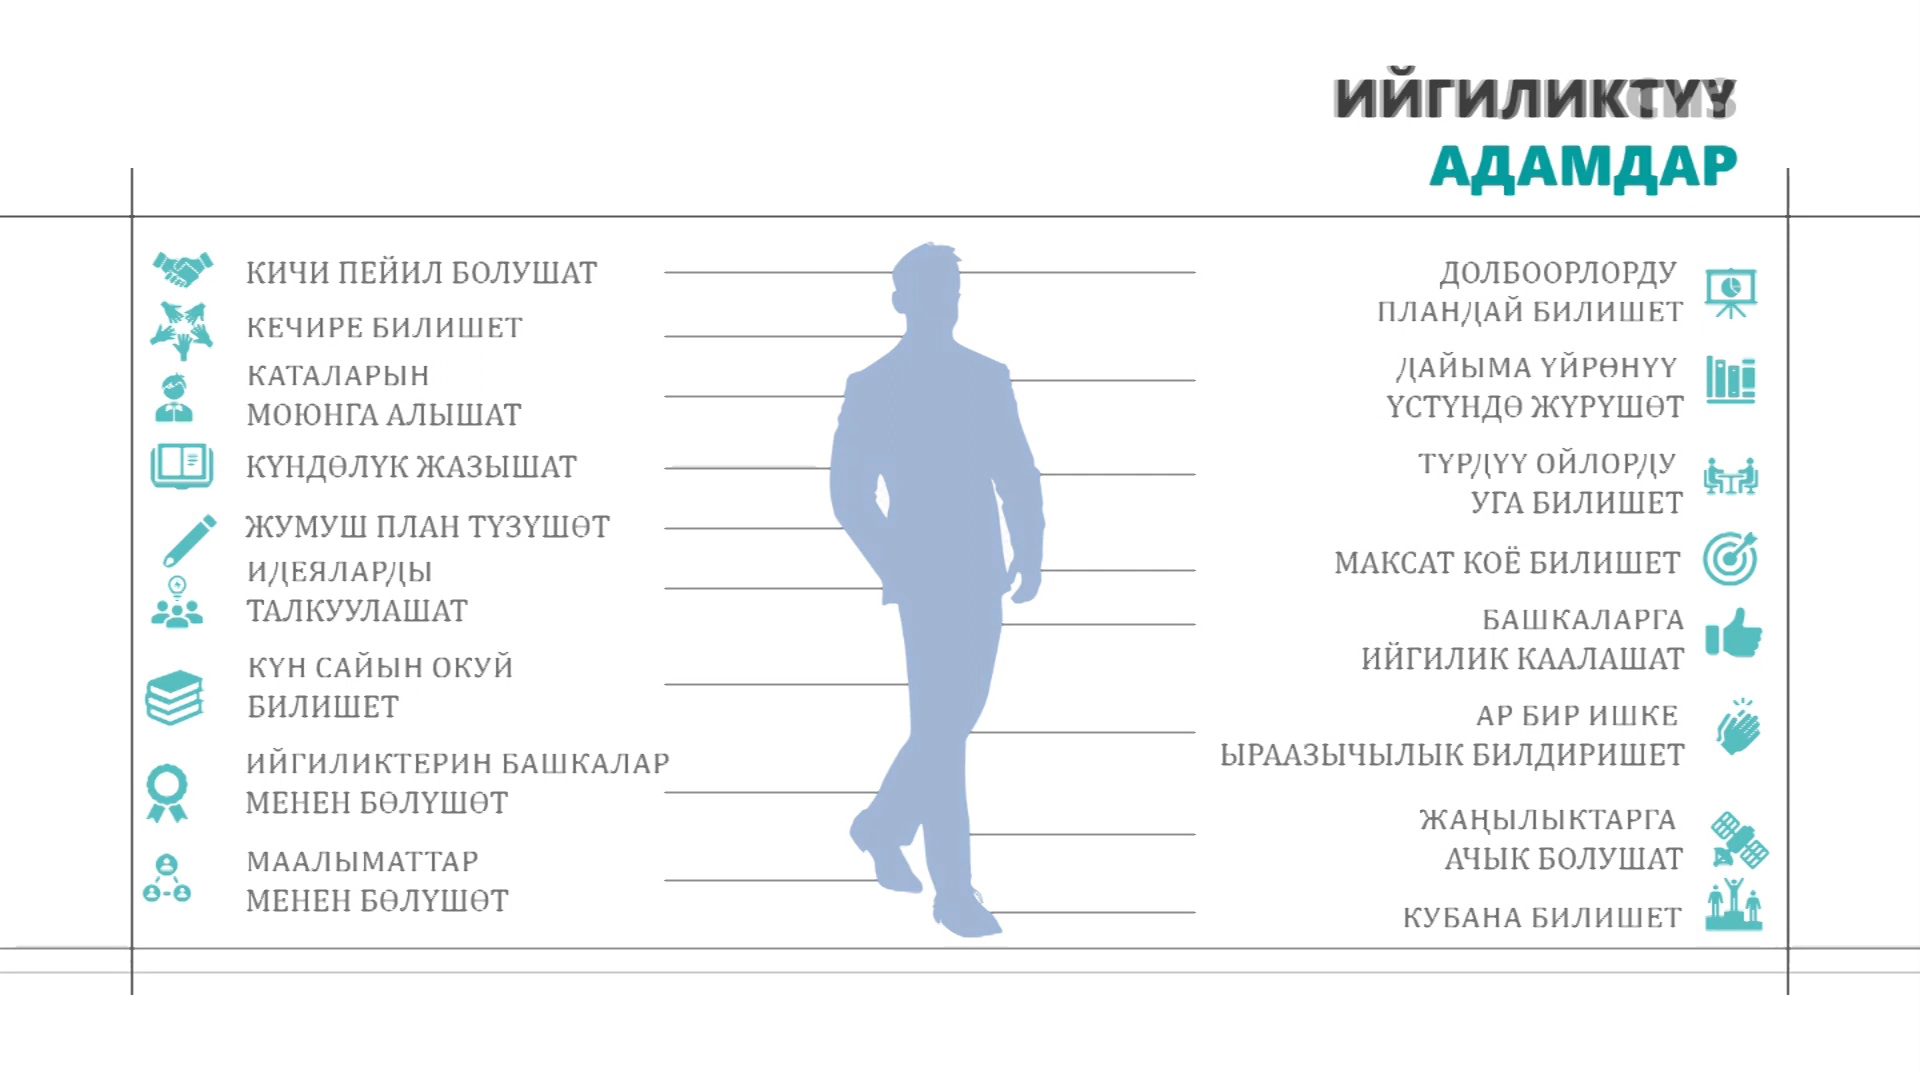 ИЙГИЛИКТҮҮ
АДАМДАР
КИЧИ ПЕЙИЛ БОЛУШАТ
КЕЧИРЕ БИЛИШЕТ
КАТАЛАРЫН
МОЮНГА АЛЫШАТ
КҮНДӨЛҮК ЖАЗЫШАТ
ЖУМУШ ПЛАН ТҮЗҮШӨТ
ИДЕЯЛАРДЫ
ТАЛКУУЛАШАТ
КҮН САЙЫН ОКУЙ
БИЛИШЕТ
ИЙГИЛИКТЕРИН БАШКАЛАР
МЕНЕН БӨЛҮШӨТ
МААЛЫМАТТАР
МЕНЕН БӨЛҮШӨТ
ДОЛБООРЛОРДУ
ПЛАНДАЙ БИЛИШЕТ
ДАЙЫМА ҮЙРӨНҮҮ
ҮСТҮНДӨ ЖҮРҮШӨТ
ТҮРДҮҮ ОЙЛОРДУ
УГА БИЛИШЕТ
МАКСАТ КОЁ БИЛИШЕТ
БАШКАЛАРГА
ИЙГИЛИК КААЛАШАТ
АР БИР ИШКЕ
ЫРААЗЫЧЫЛЫК БИЛДИРИШЕТ
ЖАҢЫЛЫКТАРГА
АЧЫК БОЛУШАТ
КУБАНА БИЛИШЕТ